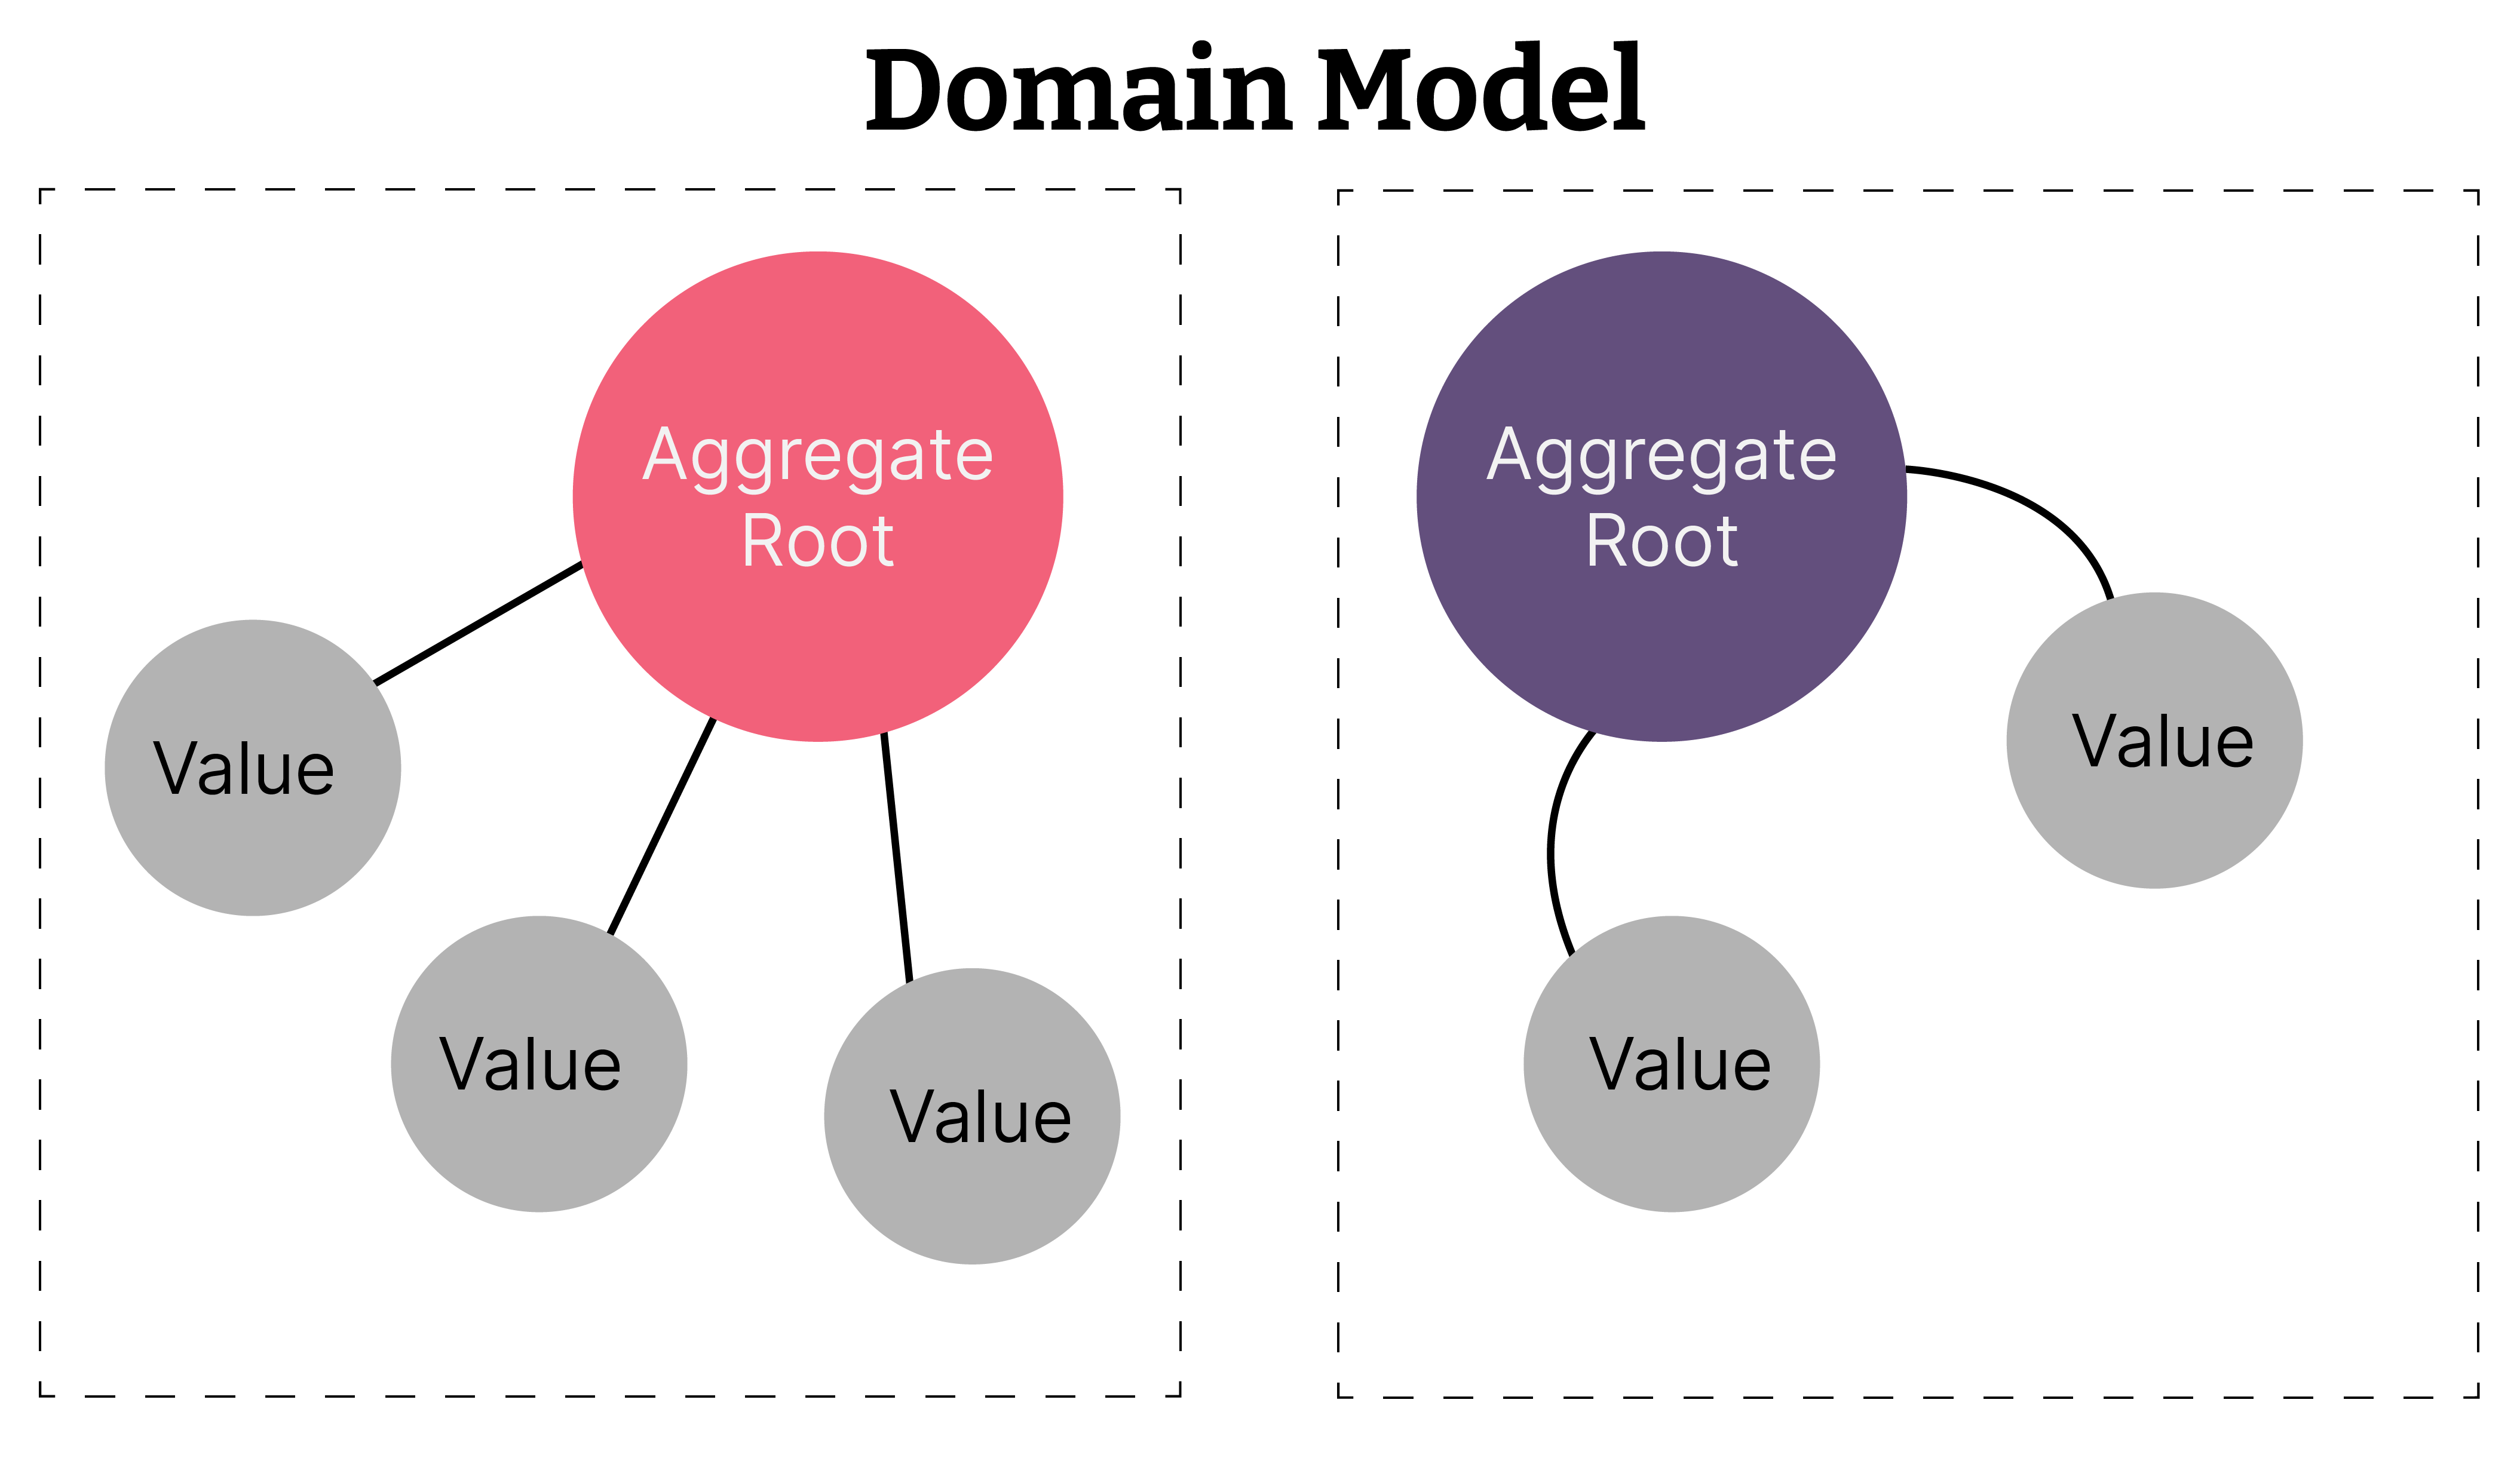 Domain Model
Aggregate
Root
Value
Value
Value
Aggregate
Root
Value
Value